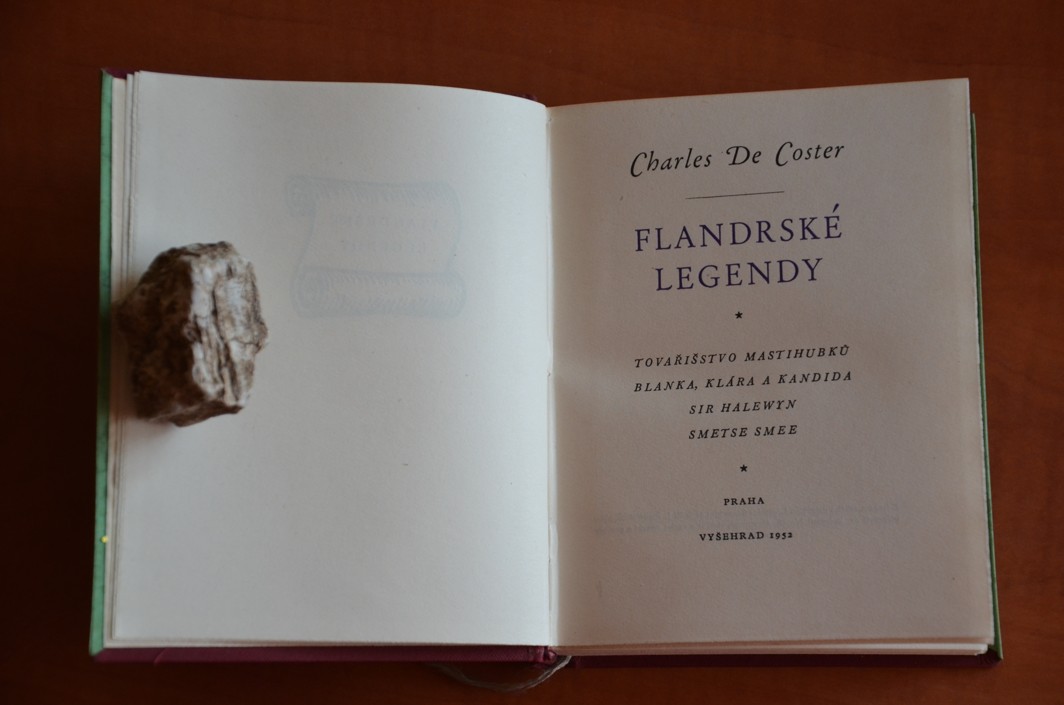 Charles De Coster
FLANDRSKÉ
LEGENDY
TOVAŘIŠSTVO MASTIHUBKŮ
BLANKA, KLÁRA A KANDIDA
SIR HALEWYN
SMETSE SMEE
PRAHA
VYŠEHRAD 1952